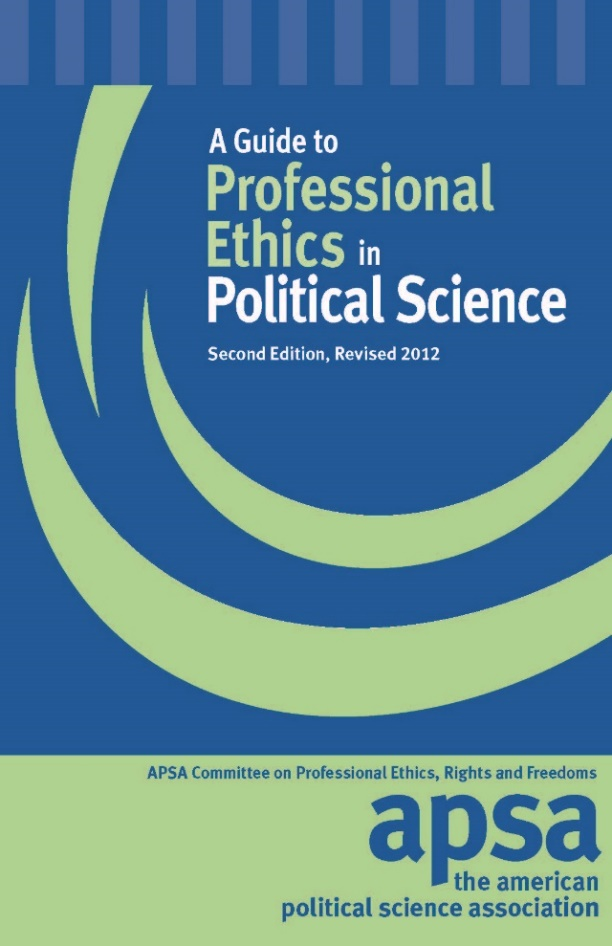 A Guide to
Professional
Ethics in
Political Science
Second Edition, Revised 2012
APSA Committee on Professional Ethics, Rights and Freedoms
apsa
the american
political science association